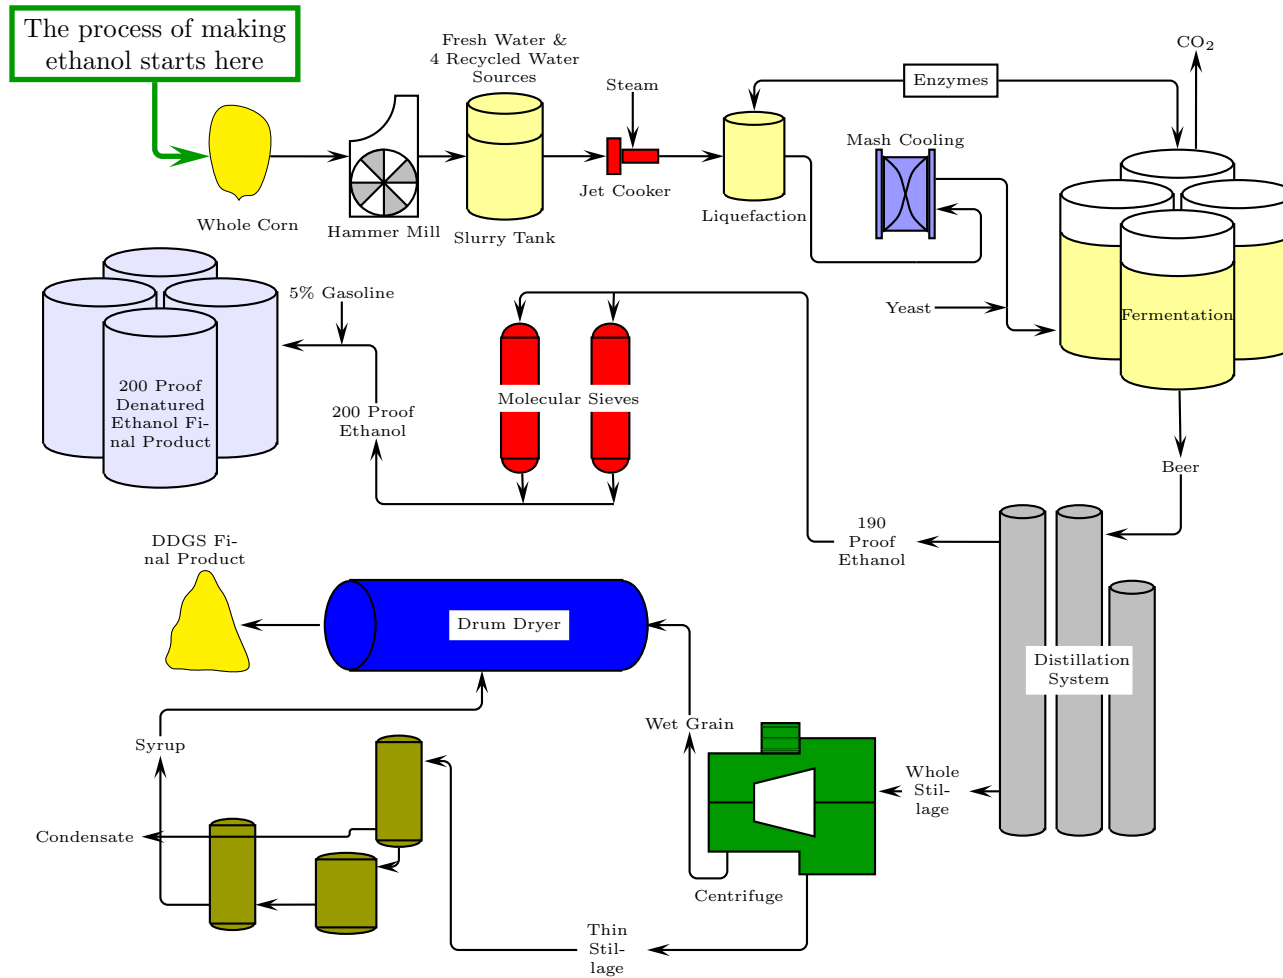 The process of making
ethanol starts here
Fresh Water &
4 Recycled Water
Sources
Steam
Enzymes
CO2
Mash Cooling
Whole Corn
Hammer Mill
Slurry Tank
Jet Cooker
Liquefaction
5% Gasoline
Yeast
Fermentation
200 Proof
Denatured
Ethanol Fi-
nal Product
200 Proof
Ethanol
Molecular Sieves
Beer
190
Proof
Ethanol
DDGS Fi-
nal Product
Drum Dryer
Distillation
System
Wet Grain
Syrup
Whole
Stil-
lage
Condensate
Centrifuge
Thin
Stil-
lage